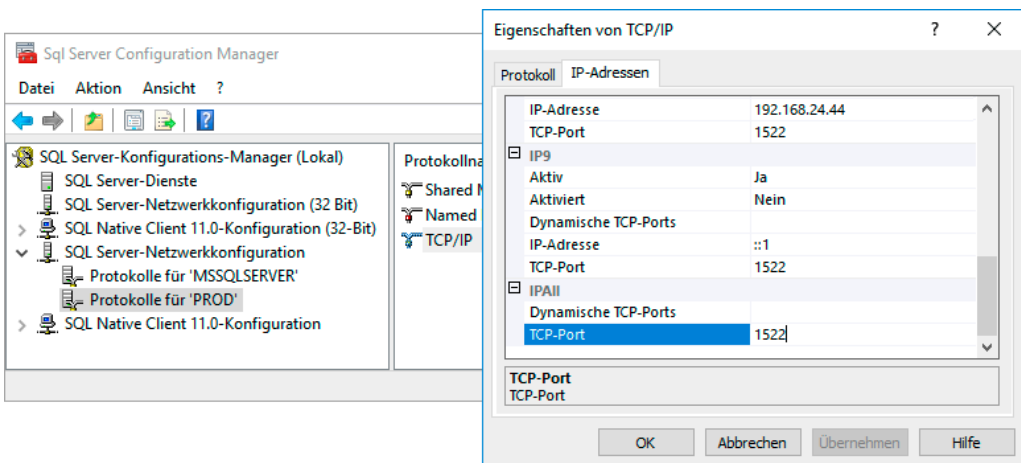 Sql Server Configuration Manager
Datei Aktion Ansicht ?
SQL Server-Konfigurations-Manager (Lokal)
SQL Server-Dienste
SQL Server-Netzwerkkonfiguration (32 Bit)
SQL Native Client 11.0-Konfiguration (32-Bit)
SQL Server-Netzwerkkonfiguration
Protokolle für 'MSSQLSERVER'
Protokolle für 'PROD'
SQL Native Client 11.0-Konfiguration
Protokollna
Shared M
Named
TCP/IP
Eigenschaften von TCP/IP
Protokoll IP-Adressen
IP-Adresse 192.168.24.44
TCP-Port 1522
IP9
Aktiv Ja
Aktiviert Nein
Dynamische TCP-Ports
IP-Adresse ::1
TCP-Port 1522
IPAll
Dynamische TCP-Ports
TCP-Port 1522
TCP-Port
TCP-Port
OK Abbrechen Übernehmen Hilfe